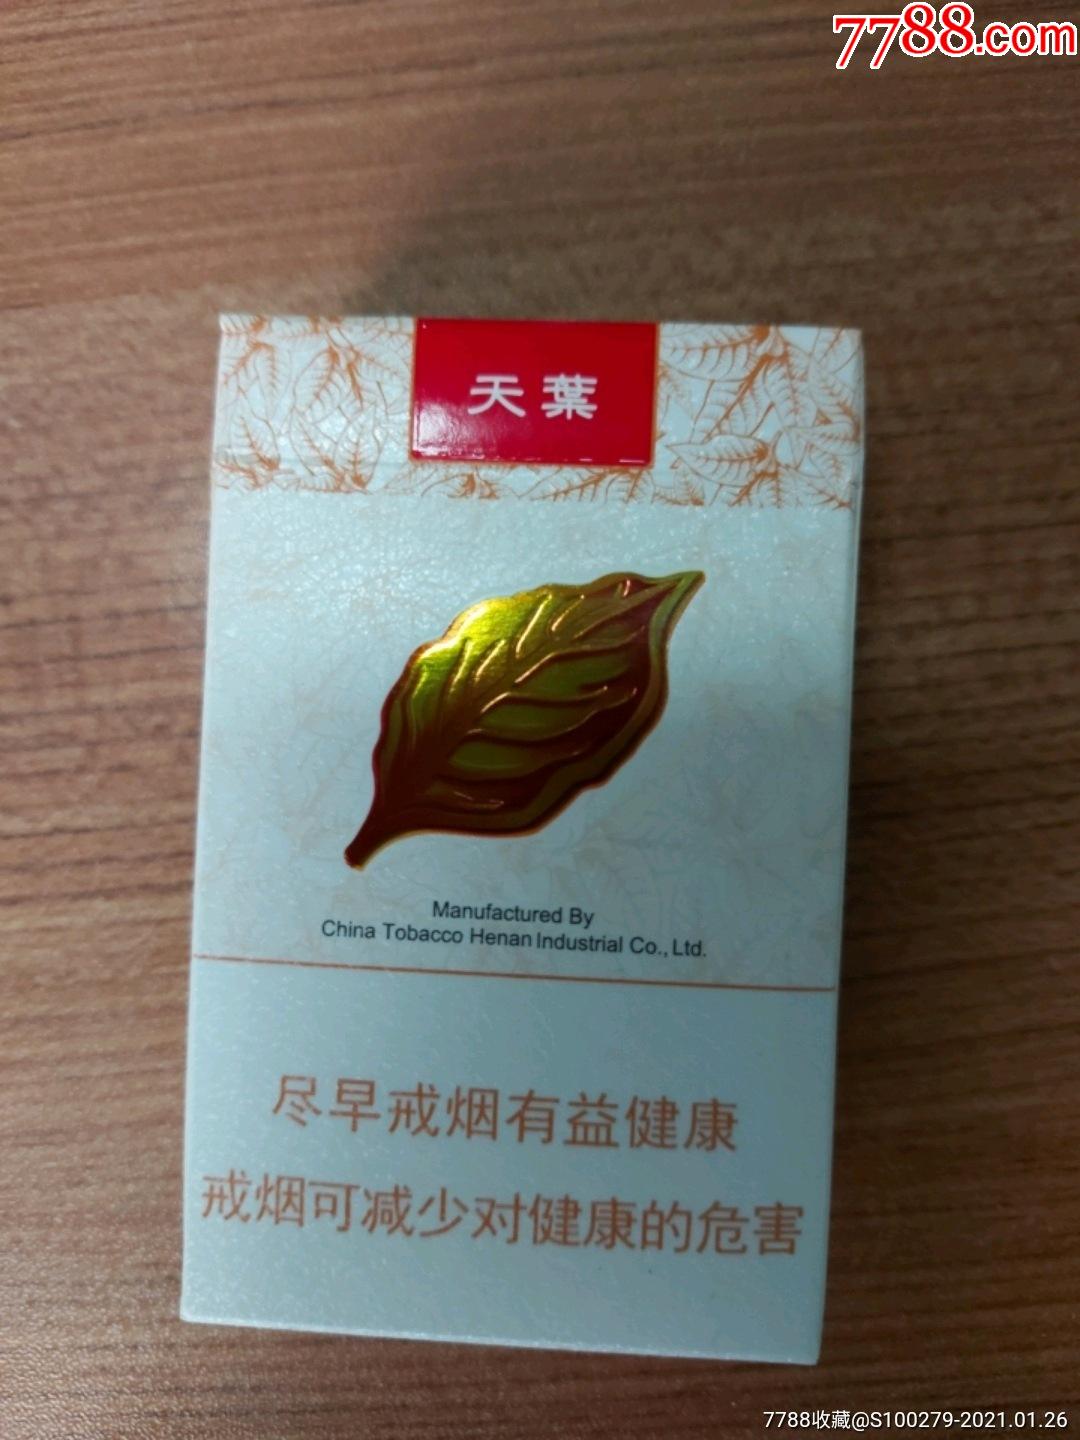 7788.com
天葉
Manufactured By
China Tobacco Henan Industrial Co., Ltd.
尽早戒烟有益健康
戒烟可减少对健康的危害
7788收藏@S100279-2021.01.26